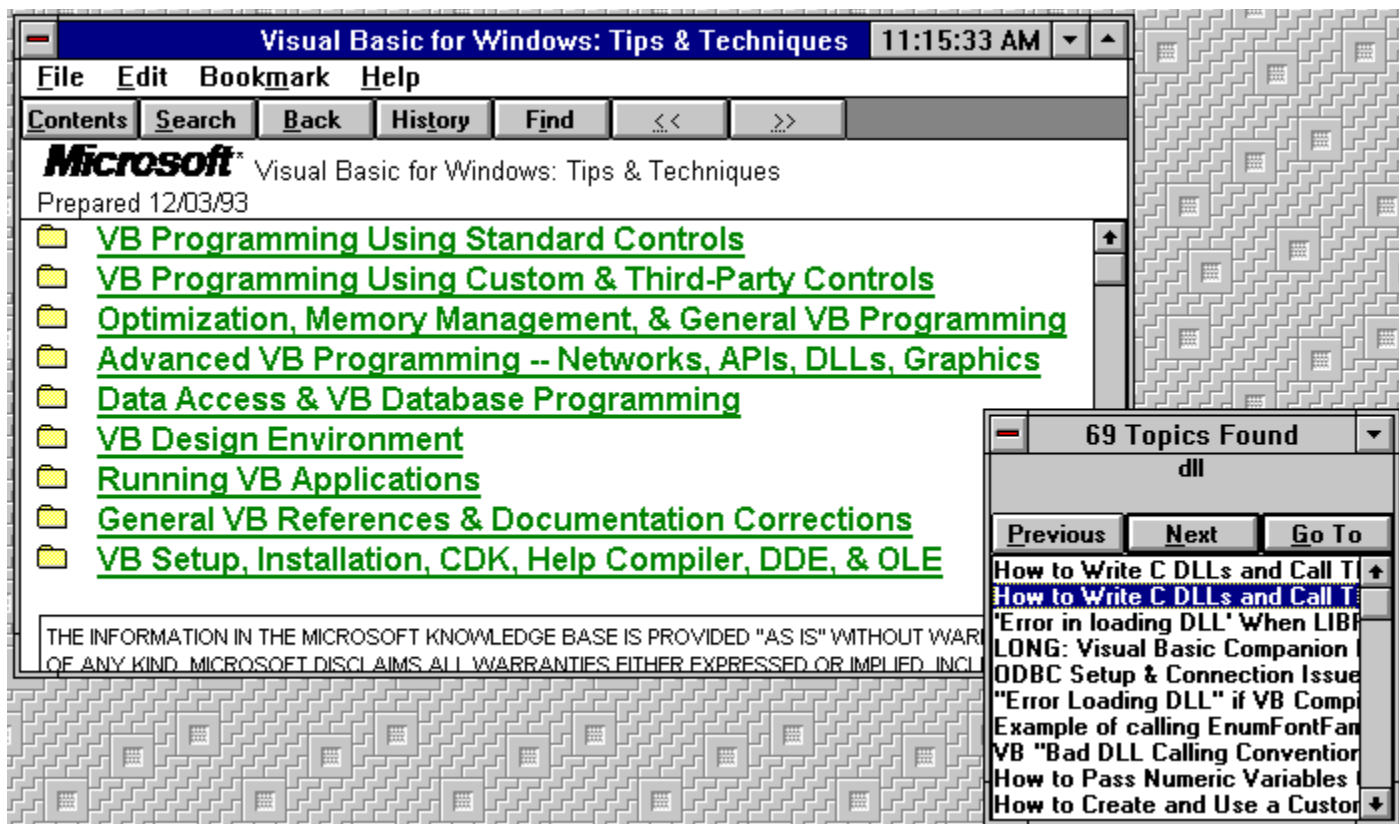 Visual Basic for Windows: Tips & Techniques 11:15:33 AM
File Edit Bookmark Help
Contents Search Back History Find << >>
Microsoft Visual Basic for Windows: Tips & Techniques
Prepared 12/03/93
VB Programming Using Standard Controls
VB Programming Using Custom & Third-Party Controls
Optimization, Memory Management, & General VB Programming
Advanced VB Programming -- Networks, APIs, DLLs, Graphics
Data Access & VB Database Programming
VB Design Environment
Running VB Applications
General VB References & Documentation Corrections
VB Setup, Installation, CDK, Help Compiler, DDE, & OLE
THE INFORMATION IN THE MICROSOFT KNOWLEDGE BASE IS PROVIDED "AS IS" WITHOUT
OF ANY KIND. MICROSOFT DISCLAIMS ALL WARRANTIES EITHER EXPRESSED OR IMPLIED,
69 Topics Found
dll
Previous Next Go To
How to Write C DLLs and Call
How to Write C DLLs and Call
'Error in loading DLL' When
LONG: Visual Basic Companion
ODBC Setup & Connection Issue
"Error Loading DLL" if VB
Example of calling
VB "Bad DLL Calling Convention
How to Pass Numeric Variables
How to Create and Use a